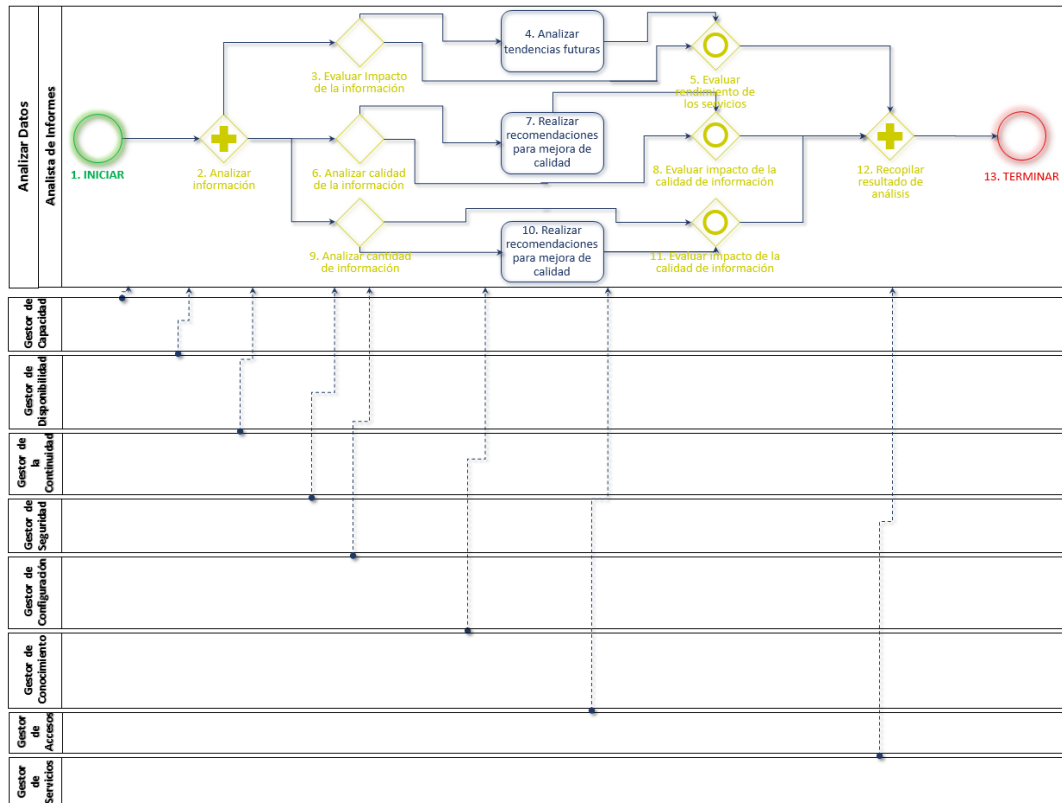 Analizar Datos
Analista de Informes
1. INICIAR
2. Analizar
información
3. Evaluar Impacto
de la información
4. Analizar
tendencias futuras
5. Evaluar
rendimiento de
los servicios
6. Analizar calidad
de la información
7. Realizar
recomendaciones
para mejora de
calidad
8. Evaluar impacto de la
calidad de información
9. Analizar cantidad
de información
10. Realizar
recomendaciones
para mejora de
calidad
11. Evaluar impacto de la
calidad de información
12. Recopilar
resultado de
análisis
13. TERMINAR
Gestor de
Capacidad
Gestor de
Disponibilidad
Gestor de
la
Continuidad
Gestor de
Seguridad
Gestor de
Configuración
Gestor de
Conocimiento
Gestor
de
Accesos
Gestor
de
Servicios